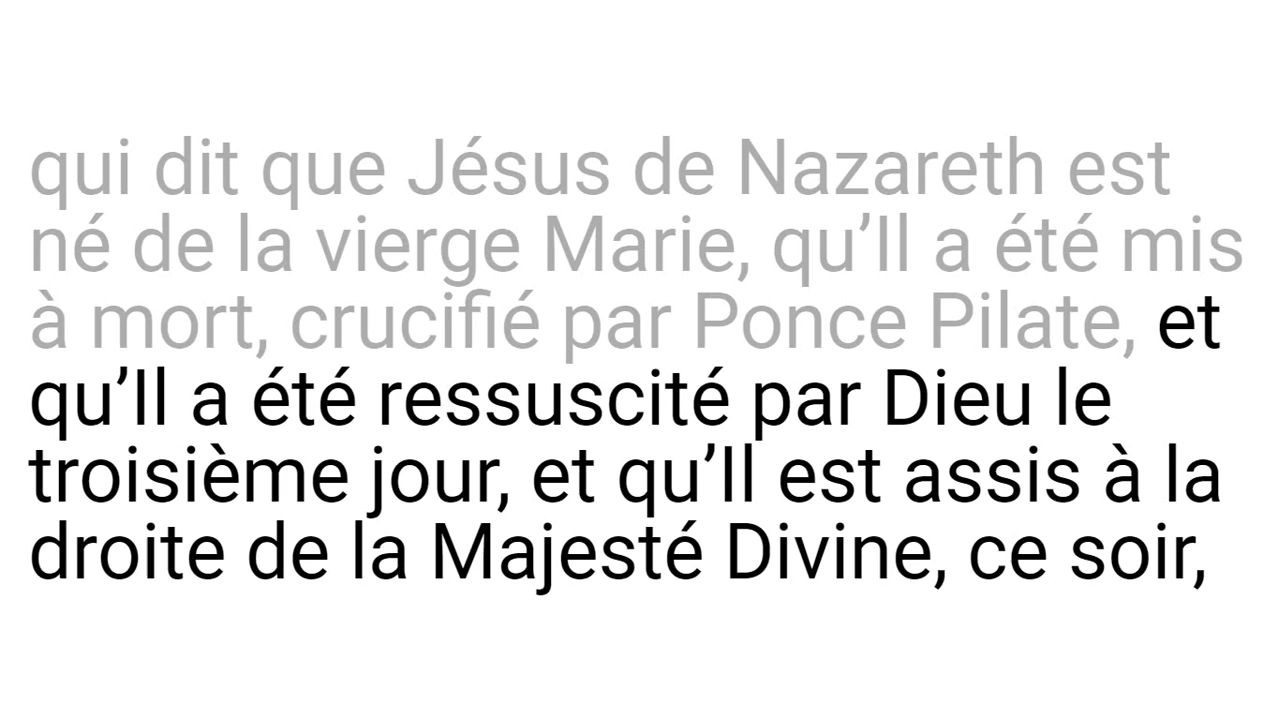 qui dit que Jésus de Nazareth est
né de la vierge Marie, qu’Il a été mis
à mort, crucifié par Ponce Pilate, et
qu’Il a été ressuscité par Dieu le
troisième jour, et qu’Il est assis à la
droite de la Majesté Divine, ce soir,